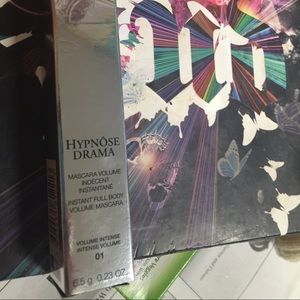 HYPNÔSE
DRAMA
MASCARA VOLUME
INDÉCENT
INSTANTANÉ
INSTANT FULL BODY
VOLUME MASCARA
VOLUME INTENSE
INTENSE VOLUME
01
6.5 g  0.23 OZ